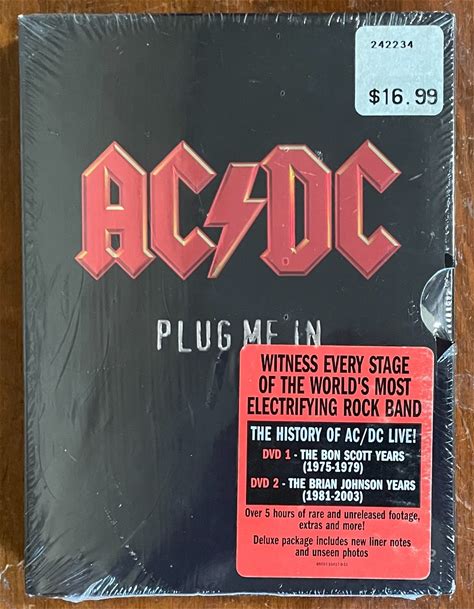 242234
$16.99
AC DC
PLUG ME IN
WITNESS EVERY STAGE
OF THE WORLD'S MOST
ELECTRIFYING ROCK BAND
THE HISTORY OF AC/DC LIVE!
DVD 1 - THE BON SCOTT YEARS
(1975-1979)
DVD 2 - THE BRIAN JOHNSON YEARS
(1981-2003)
Over 5 hours of rare and unreleased footage,
extras and more!
Deluxe package includes new liner notes
and unseen photos